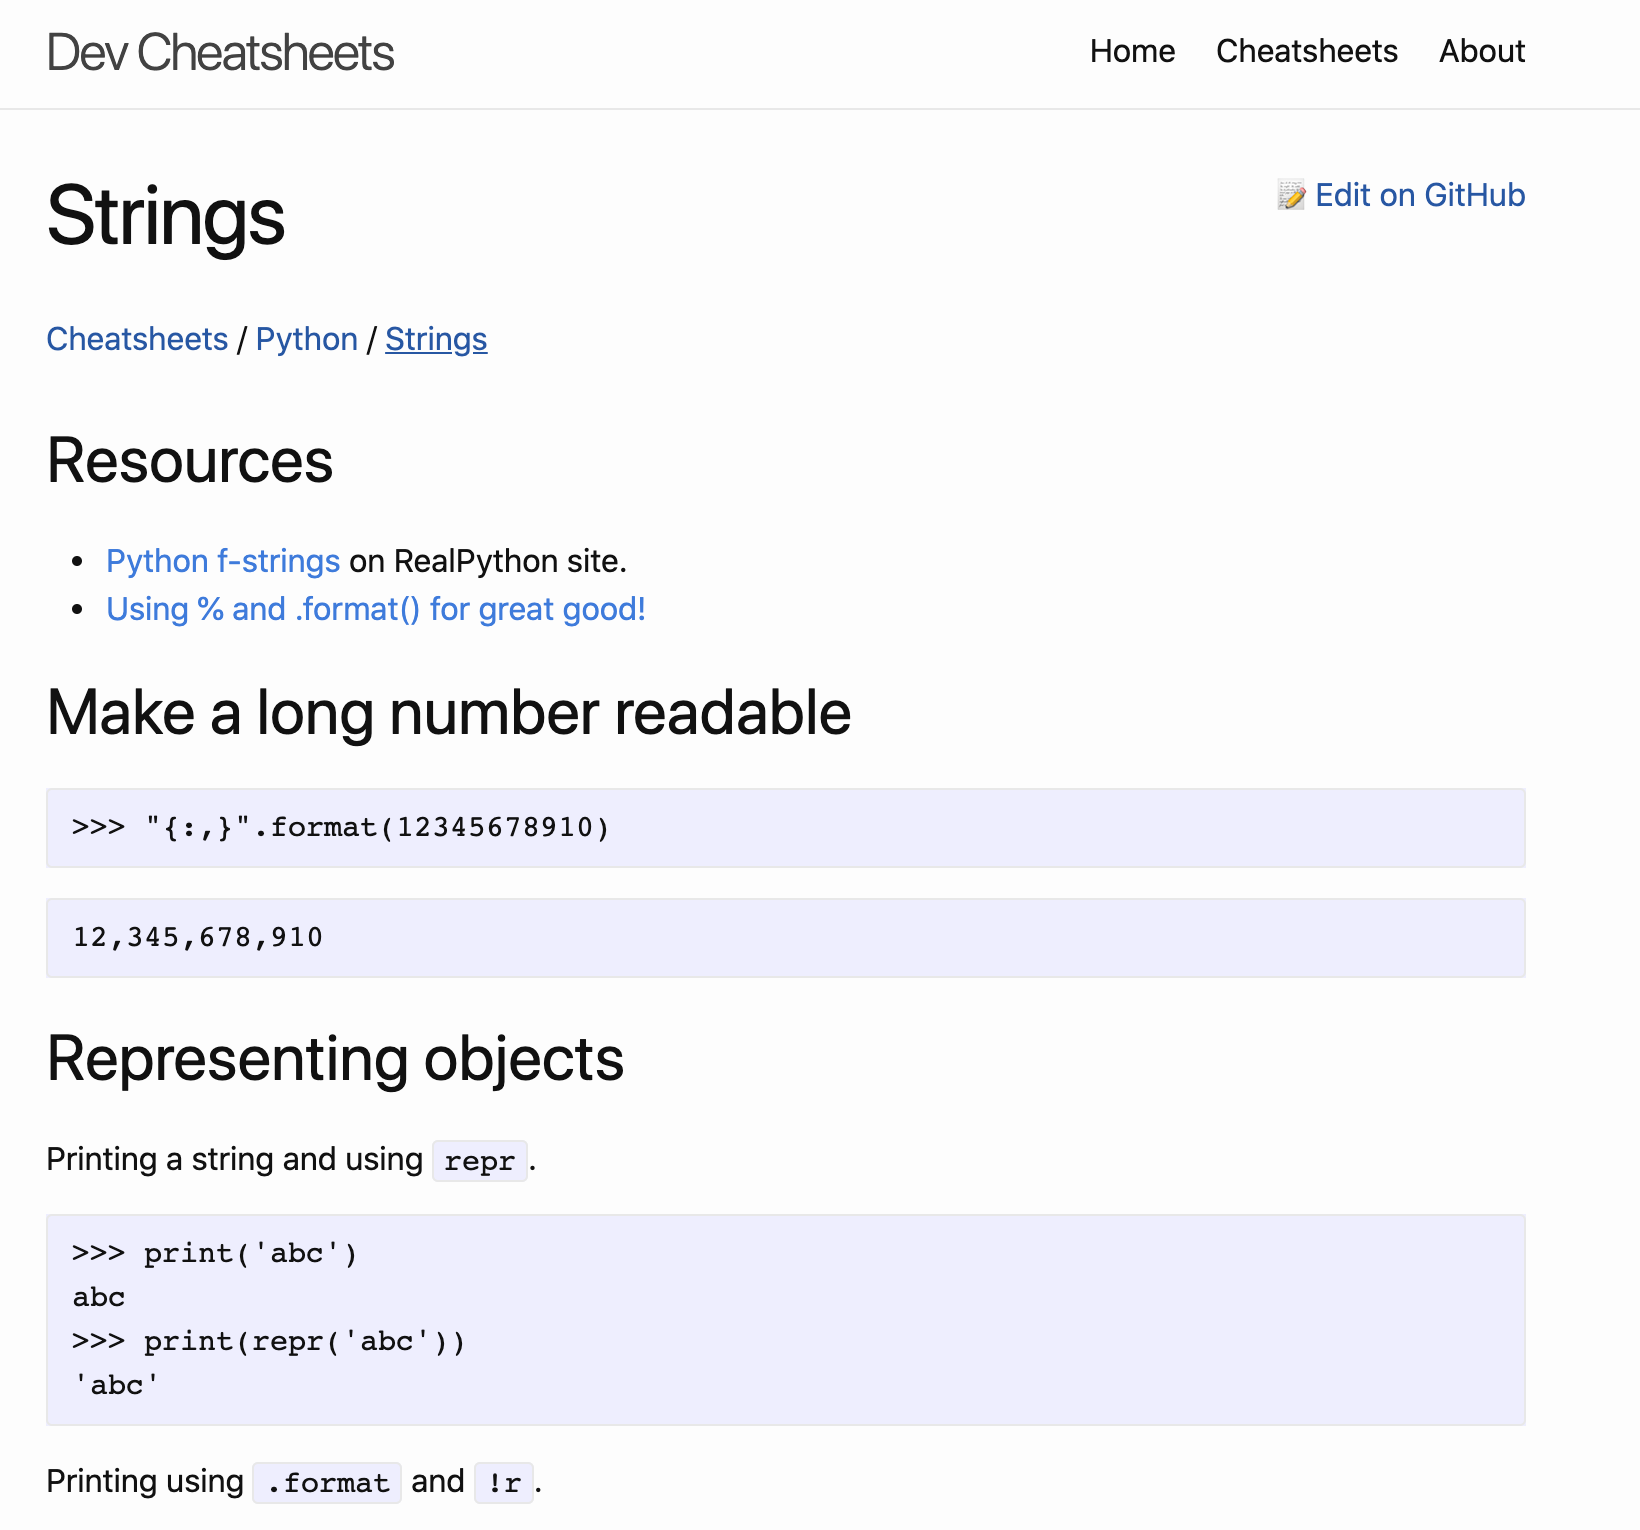 Dev Cheatsheets Home Cheatsheets About
Strings
📝 Edit on GitHub
Cheatsheets / Python / Strings
Resources
• Python f-strings on RealPython site.
• Using % and .format() for great good!
Make a long number readable
>>> "{:,}".format(12345678910)
12,345,678,910
Representing objects
Printing a string and using repr.
>>> print('abc')
abc
>>> print(repr('abc'))
'abc'
Printing using .format and !r.